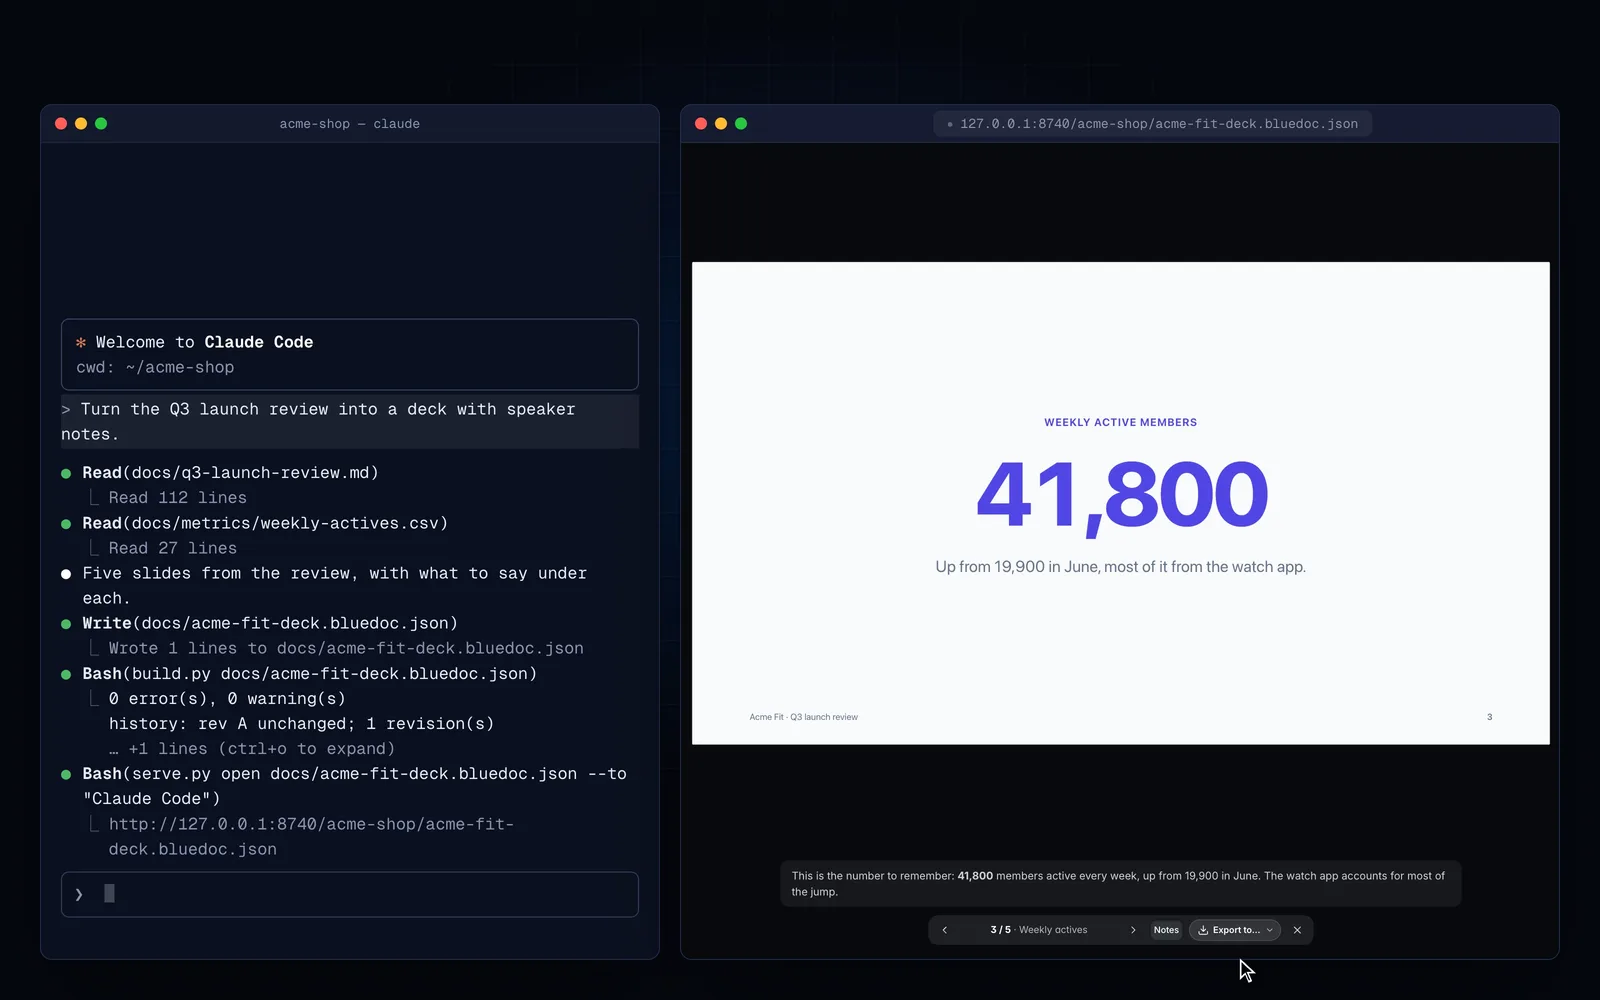 acme-shop — claude
✻ Welcome to Claude Code
cwd: ~/acme-shop
> Turn the Q3 launch review into a deck with speaker
notes.
Read(docs/q3-launch-review.md)
Read 112 lines
Read(docs/metrics/weekly-actives.csv)
Read 27 lines
Five slides from the review, with what to say under
each.
Write(docs/acme-fit-deck.bluedoc.json)
Wrote 1 lines to docs/acme-fit-deck.bluedoc.json
Bash(build.py docs/acme-fit-deck.bluedoc.json)
0 error(s), 0 warning(s)
history: rev A unchanged; 1 revision(s)
… +1 lines (ctrl+o to expand)
Bash(serve.py open docs/acme-fit-deck.bluedoc.json --to
"Claude Code")
http://127.0.0.1:8740/acme-shop/acme-fit-
deck.bluedoc.json
❯
127.0.0.1:8740/acme-shop/acme-fit-deck.bluedoc.json
WEEKLY ACTIVE MEMBERS
41,800
Up from 19,900 in June, most of it from the watch app.
Acme Fit · Q3 launch review
3
This is the number to remember: 41,800 members active every week, up from 19,900 in June. The watch app accounts for most of
the jump.
3 / 5 · Weekly actives
Notes
Export to...